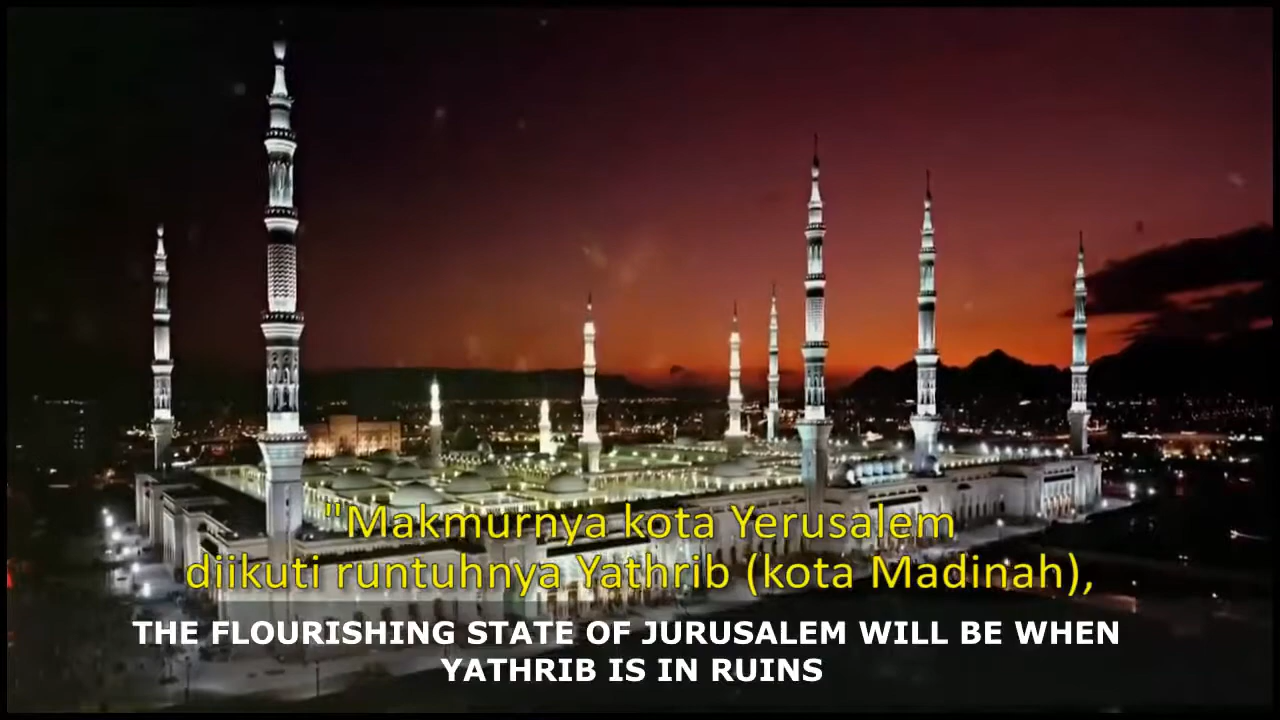 "Makmurnya kota Yerusalem
diikuti runtuhnya Yathrib (kota Madinah),
THE FLOURISHING STATE OF JURUSALEM WILL BE WHEN
YATHRIB IS IN RUINS